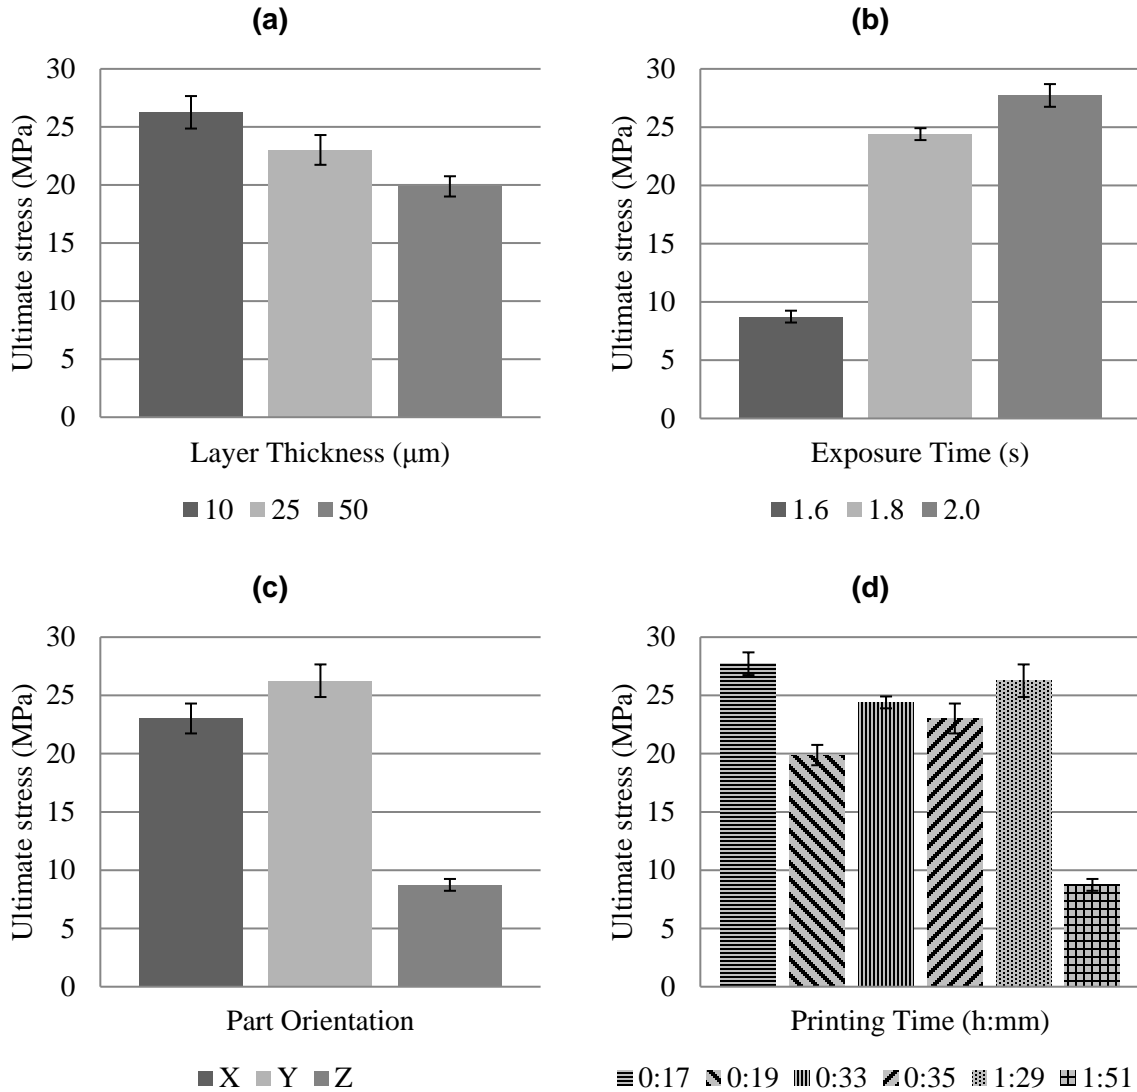 (a)
30
25
20
15
10
5
0
Ultimate stress (MPa)
Layer Thickness (μm)
10 25 50
(b)
30
25
20
15
10
5
0
Ultimate stress (MPa)
Exposure Time (s)
1.6 1.8 2.0
(c)
30
25
20
15
10
5
0
Ultimate stress (MPa)
Part Orientation
X Y Z
(d)
30
25
20
15
10
5
0
Ultimate stress (MPa)
Printing Time (h:mm)
0:17 0:19 0:33 0:35 1:29 1:51